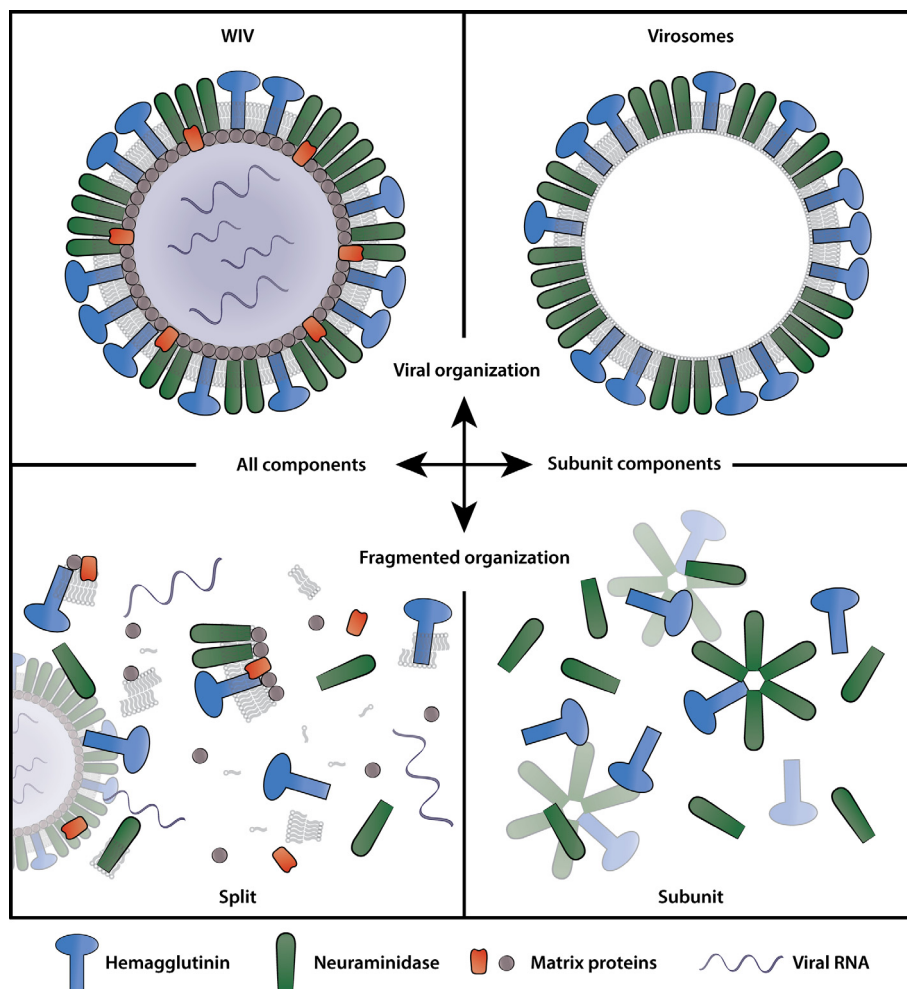 WIV
Virosomes
Viral organization
All components
Subunit components
Fragmented organization
Split
Subunit
Hemagglutinin
Neuraminidase
Matrix proteins
Viral RNA